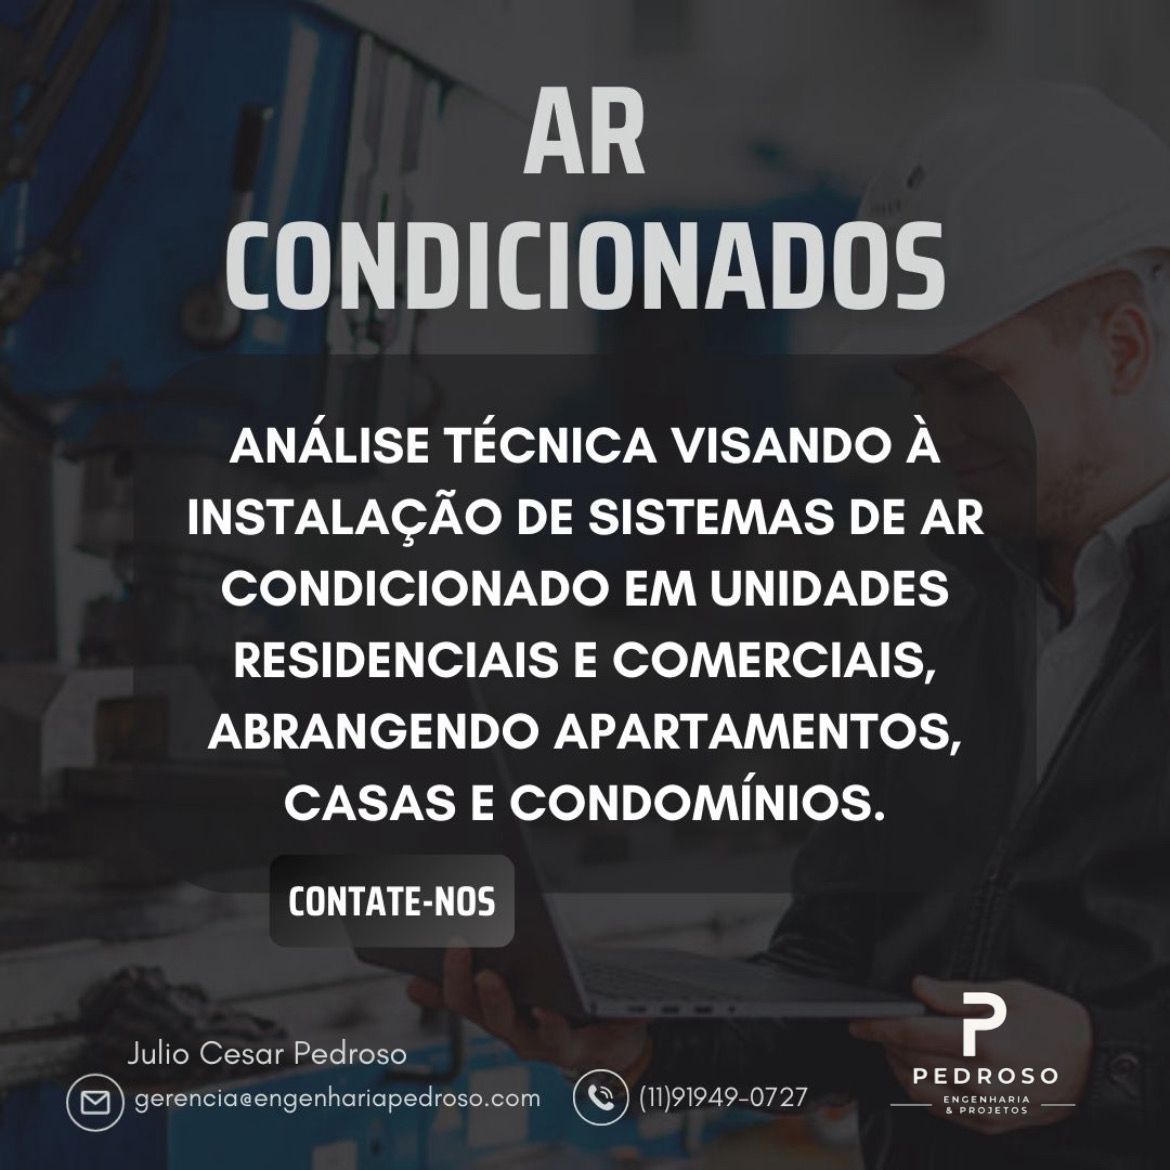 AR
CONDICIONADOS
ANÁLISE TÉCNICA VISANDO À
INSTALAÇÃO DE SISTEMAS DE AR
CONDICIONADO EM UNIDADES
RESIDENCIAIS E COMERCIAIS,
ABRANGENDO APARTAMENTOS,
CASAS E CONDOMÍNIOS.
CONTATE-NOS
Julio Cesar Pedroso
gerencia@engenhariapedroso.com
(11)91949-0727
P
PEDROSO
ENGENHARIA
& PROJETOS